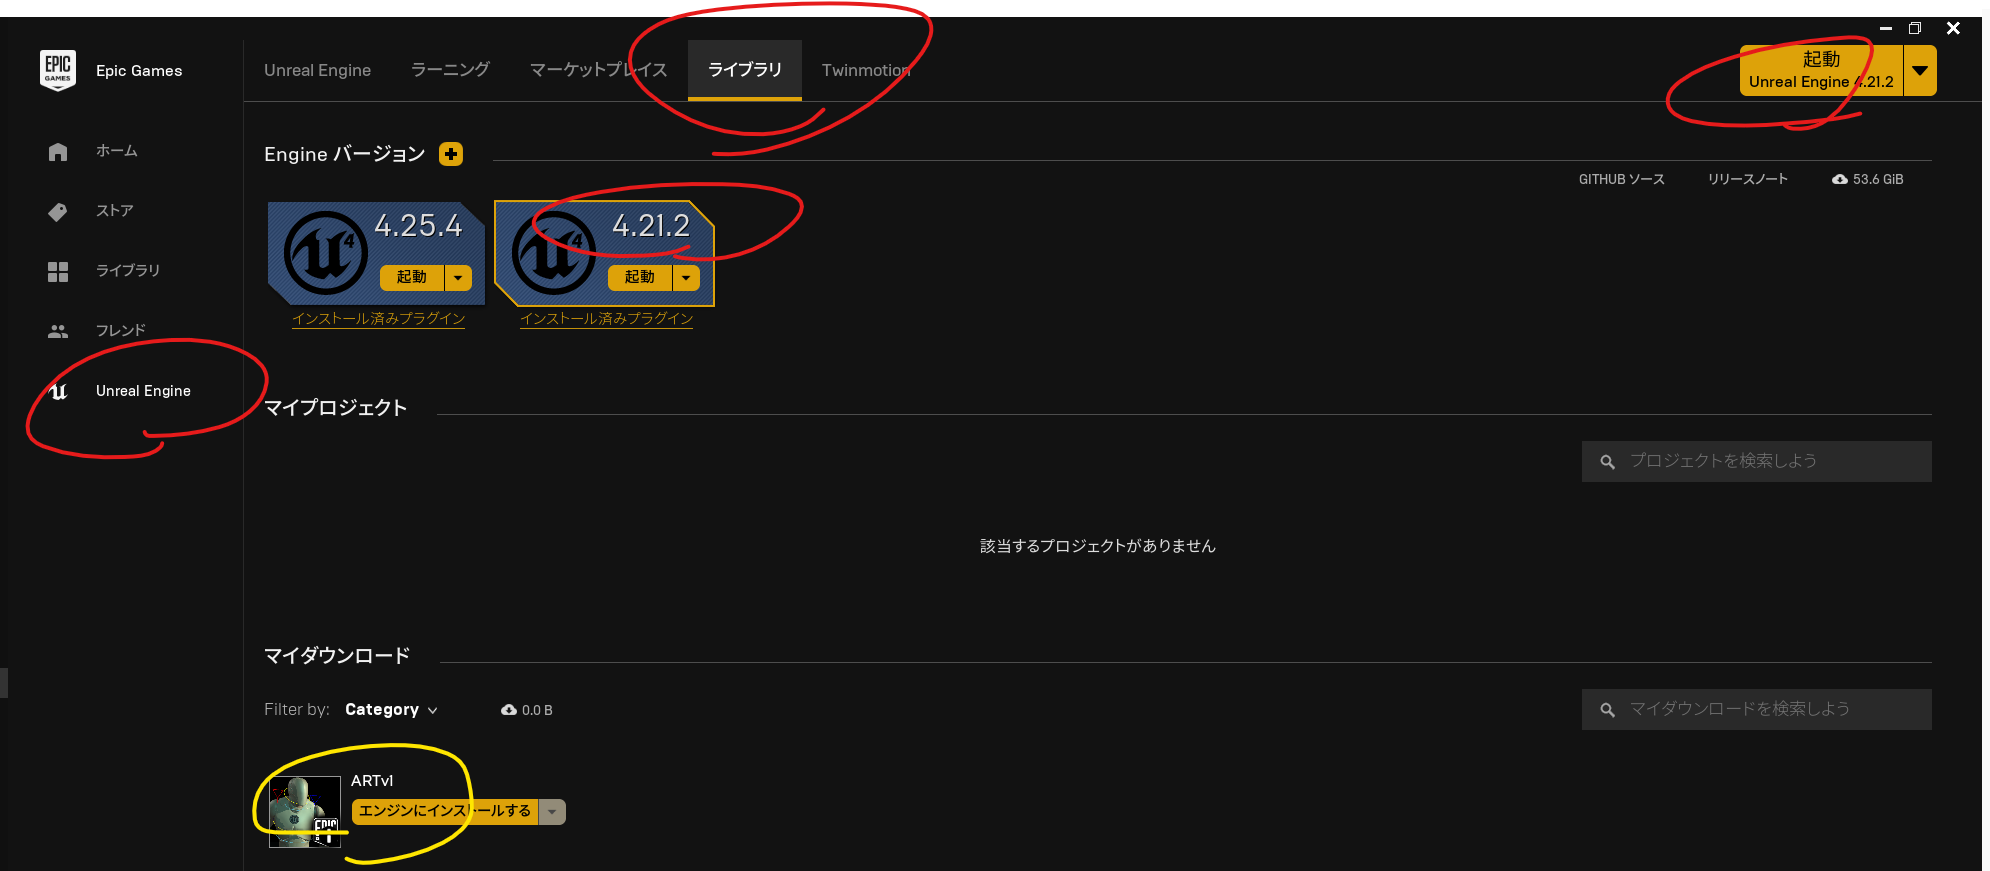 EPIC GAMES
Epic Games
Unreal Engine
ラーニング
マーケットプレイス
ライブラリ
Twinmotion
起動
Unreal Engine 4.21.2
ホーム
ストア
ライブラリ
フレンド
Unreal Engine
Engine バージョン
GITHUB ソース
リリースノート
53.6 GiB
4.25.4
起動
インストール済みプラグイン
4.21.2
起動
インストール済みプラグイン
マイプロジェクト
プロジェクトを検索しよう
該当するプロジェクトがありません
マイダウンロード
Filter by: Category
0.0 B
マイダウンロードを検索しよう
ARTv1
エンジンにインストールする